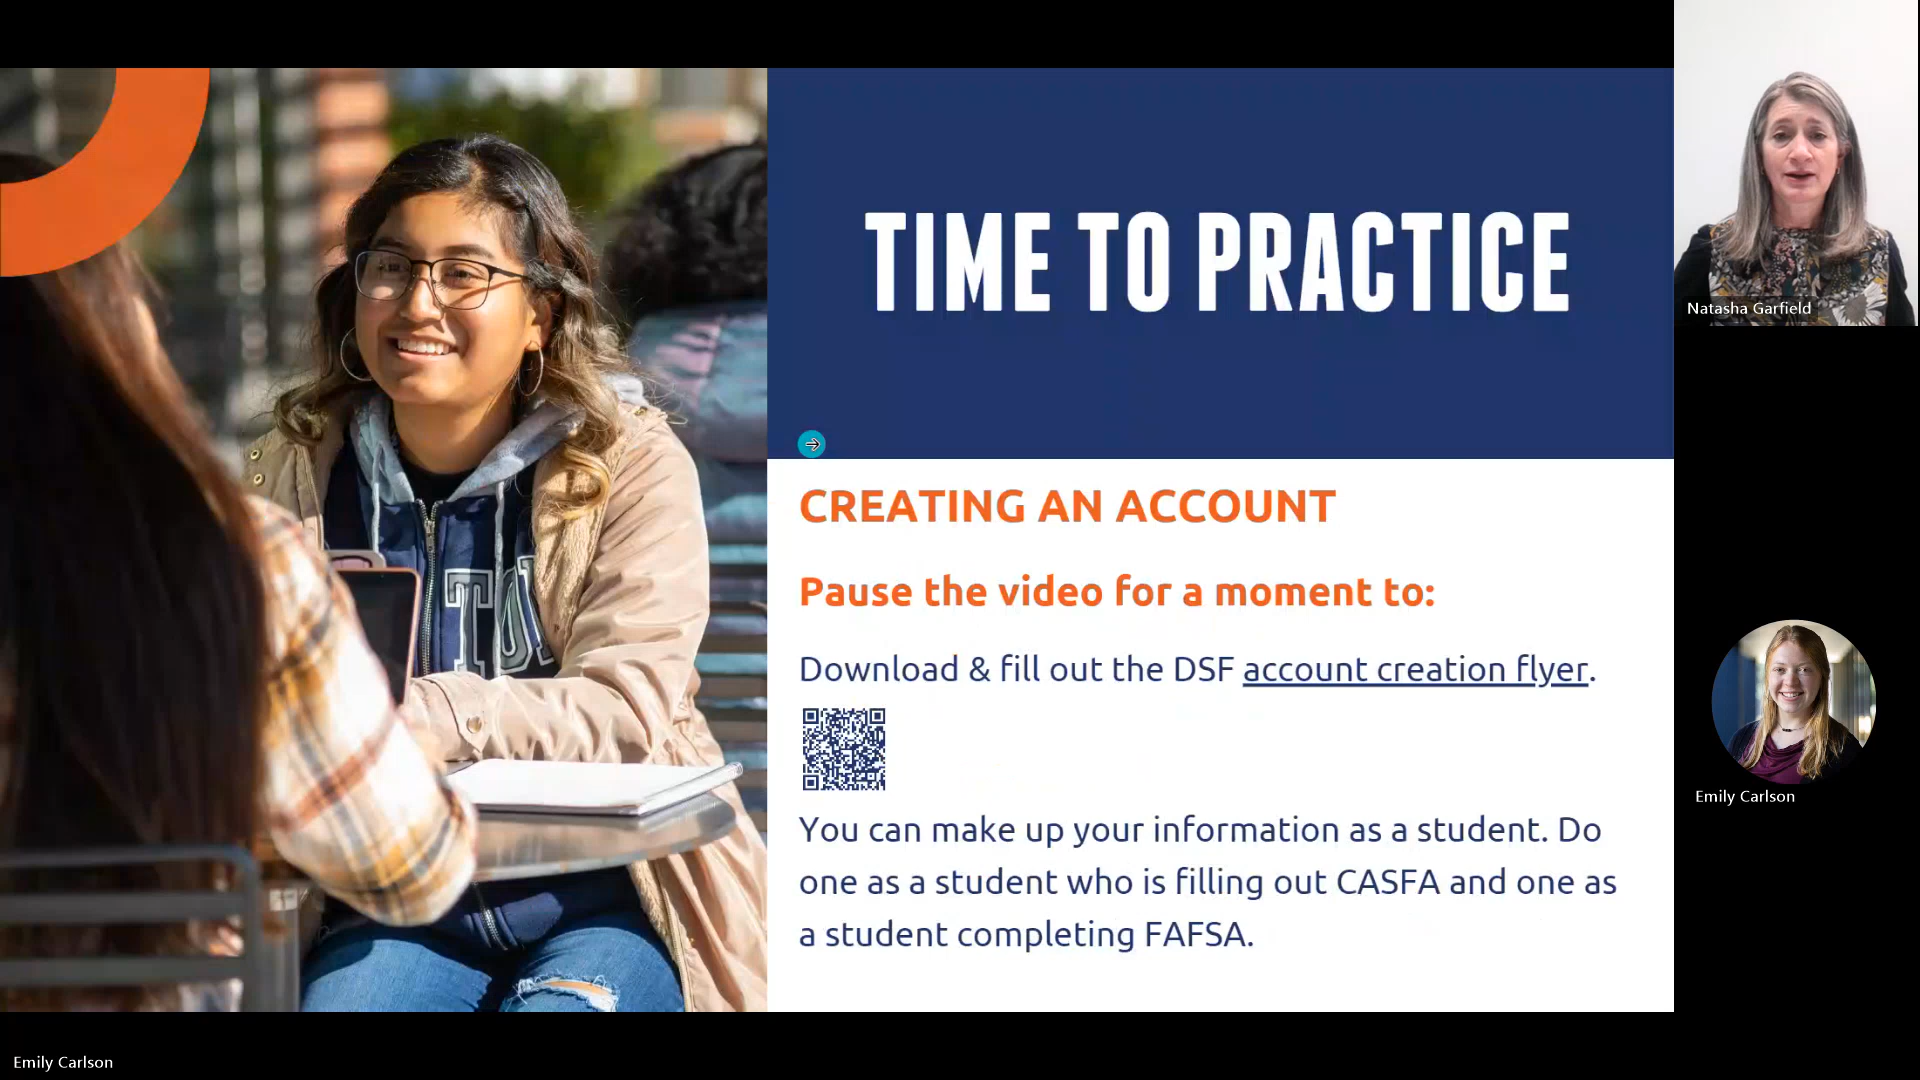 TIME TO PRACTICE
CREATING AN ACCOUNT
Pause the video for a moment to:
Download & fill out the DSF account creation flyer.
You can make up your information as a student. Do
one as a student who is filling out CASFA and one as
a student completing FAFSA.
Natasha Garfield
Emily Carlson
Emily Carlson